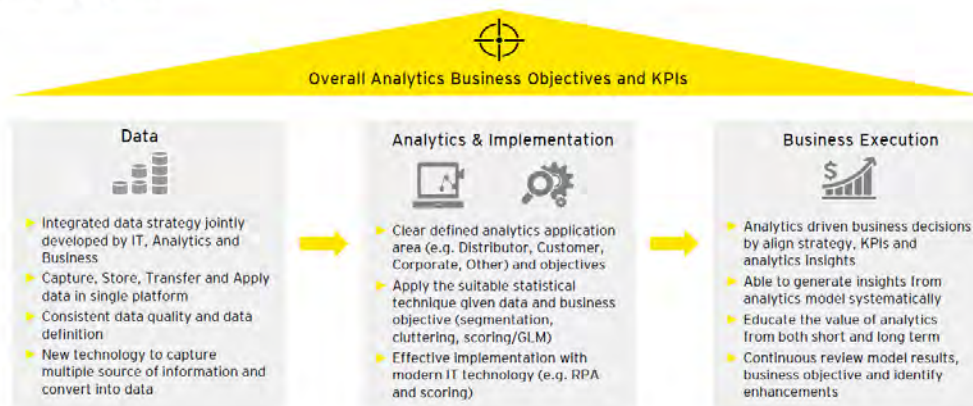 Overall Analytics Business Objectives and KPIs
Data
Integrated data strategy jointly
developed by IT, Analytics and
Business
Capture, Store, Transfer and Apply
data in single platform
Consistent data quality and data
definition
New technology to capture
multiple source of information and
convert into data
Analytics & Implementation
Clear defined analytics application
area (e.g. Distributor, Customer,
Corporate, Other) and objectives
Apply the suitable statistical
technique given data and business
objective (segmentation,
cluttering, scoring/GLM)
Effective implementation with
modern IT technology (e.g. RPA
and scoring)
Business Execution
$
Analytics driven business decisions
by align strategy, KPIs and
analytics insights
Able to generate insights from
analytics model systematically
Educate the value of analytics
from both short and long term
Continuous review model results,
business objective and identify
enhancements